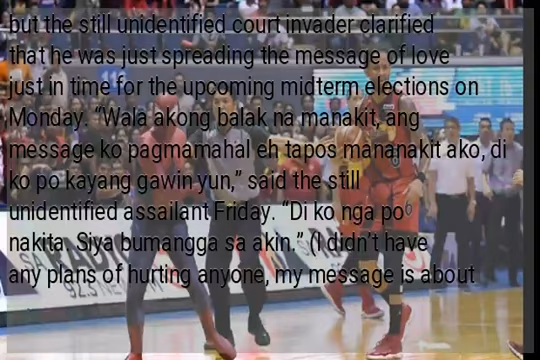 but the still unidentified court invader clarified
that he was just spreading the message of love
just in time for the upcoming midterm elections on
Monday. “Wala akong balak na manakit, ang
message ko pagmamahal eh tapos mananakit ako, di
ko po kayang gawin yun,” said the still
unidentified assailant Friday. “Di ko nga po
nakita. Siya bumangga sa akin.” (I didn't have
any plans of hurting anyone, my message is about